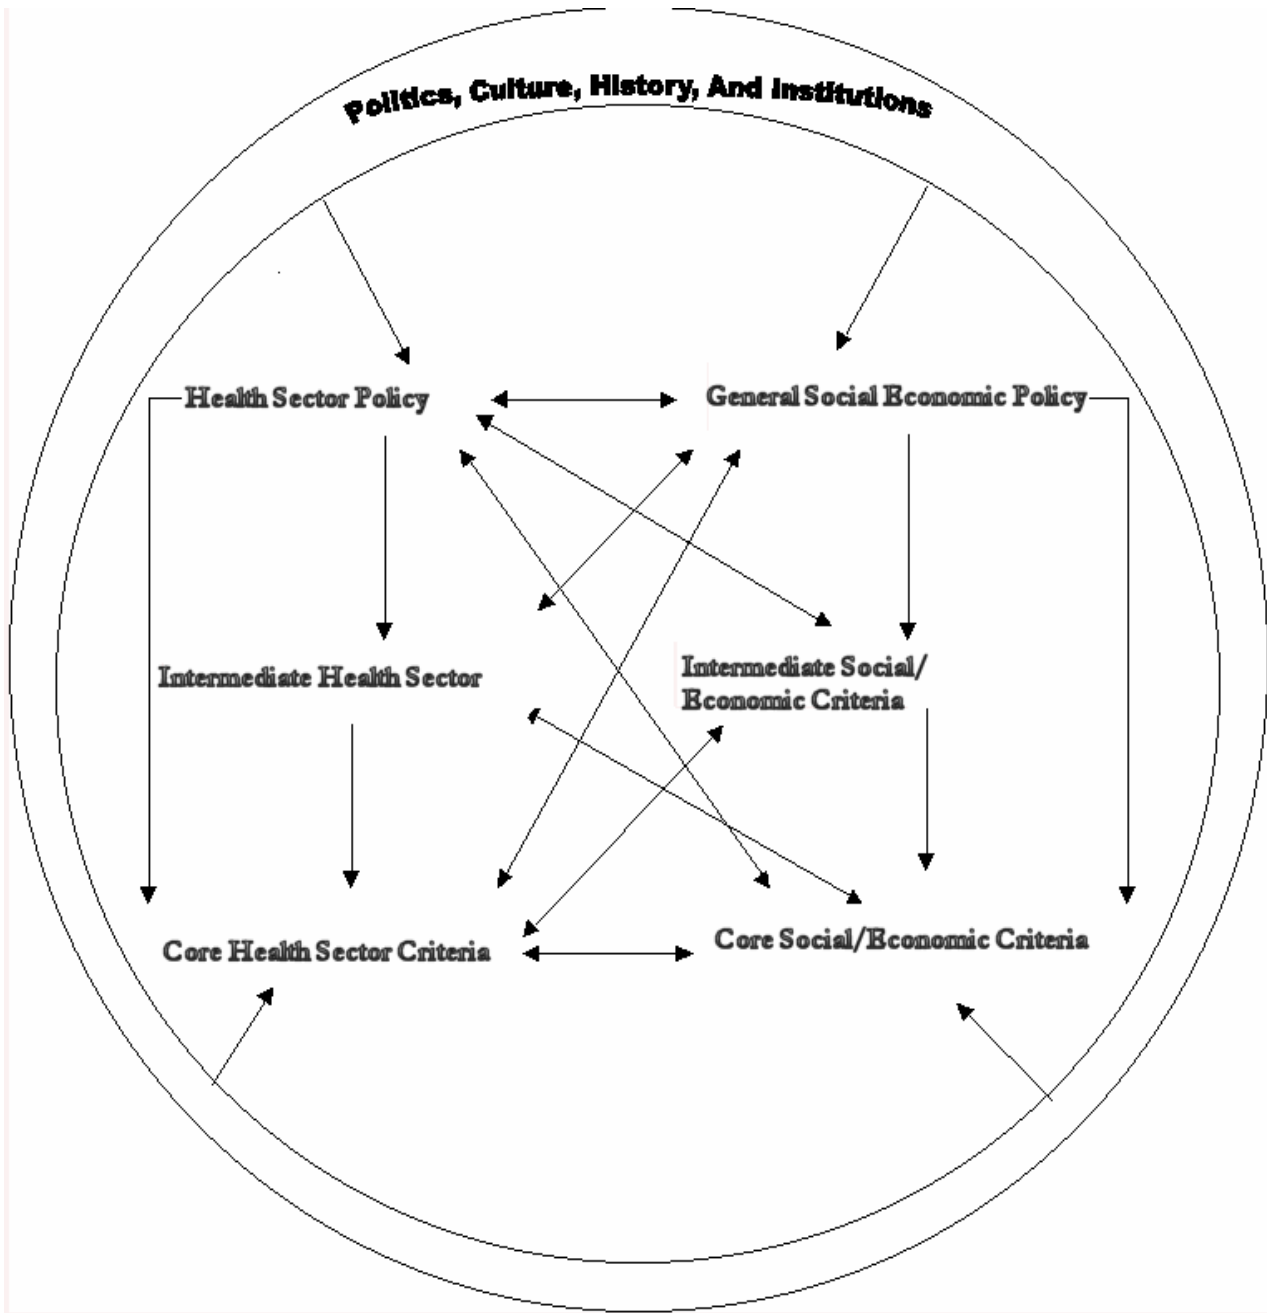 Politics, Culture, History, And Institutions
Health Sector Policy
General Social Economic Policy
Intermediate Health Sector
Intermediate Social/
Economic Criteria
Core Health Sector Criteria
Core Social/Economic Criteria